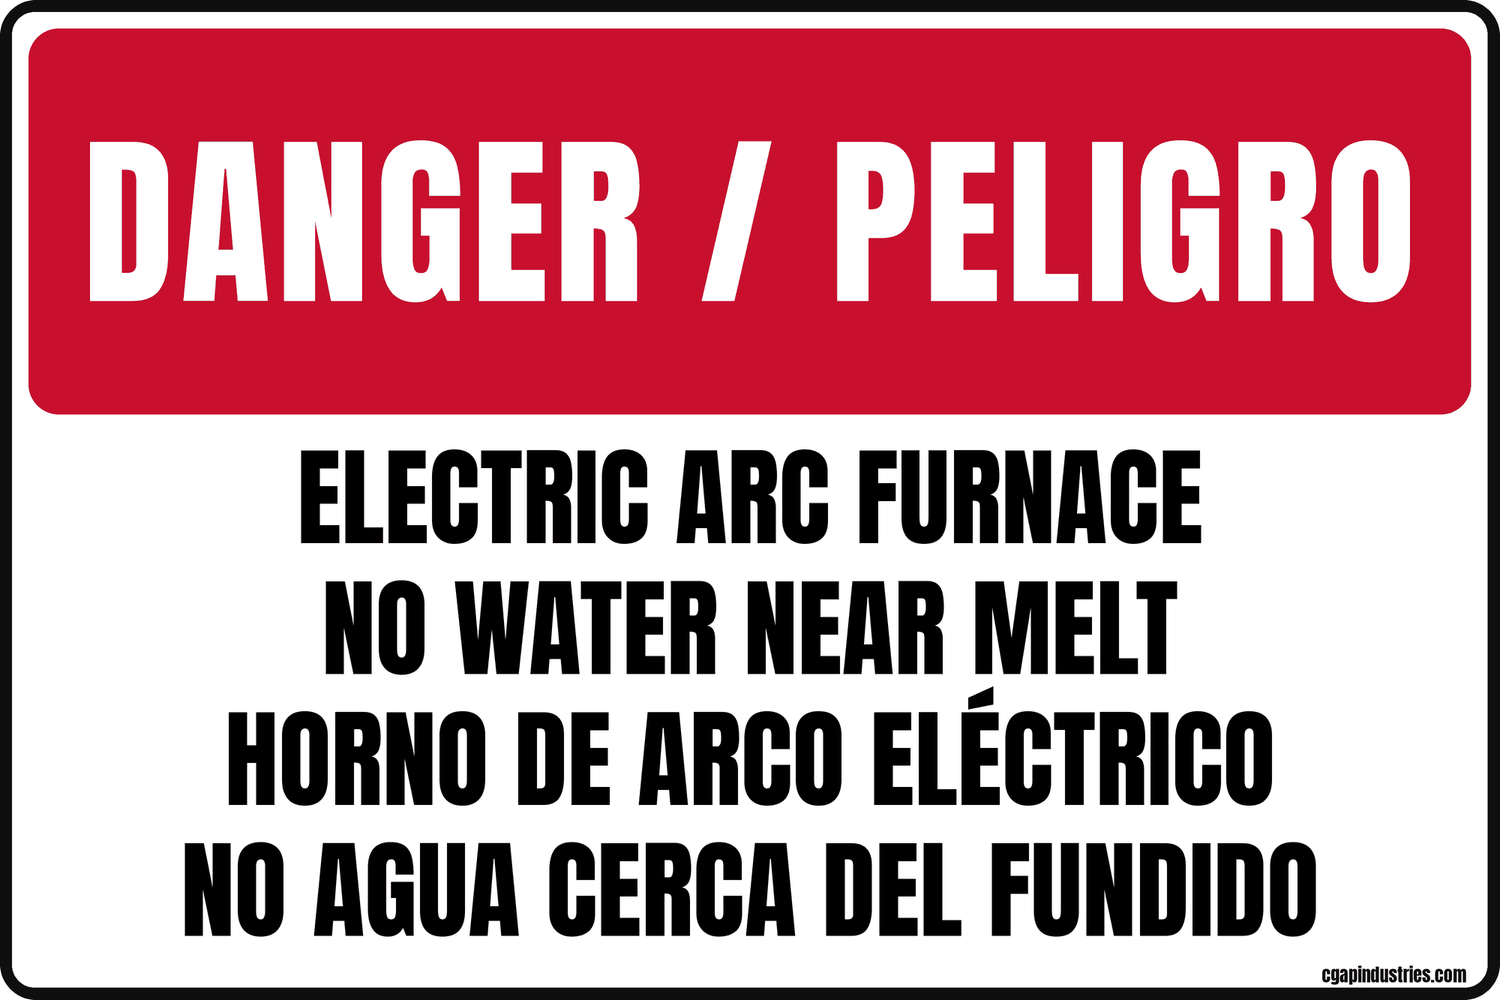 DANGER / PELIGRO
ELECTRIC ARC FURNACE
NO WATER NEAR MELT
HORNO DE ARCO ELÉCTRICO
NO AGUA CERCA DEL FUNDIDO
cgapindustries.com